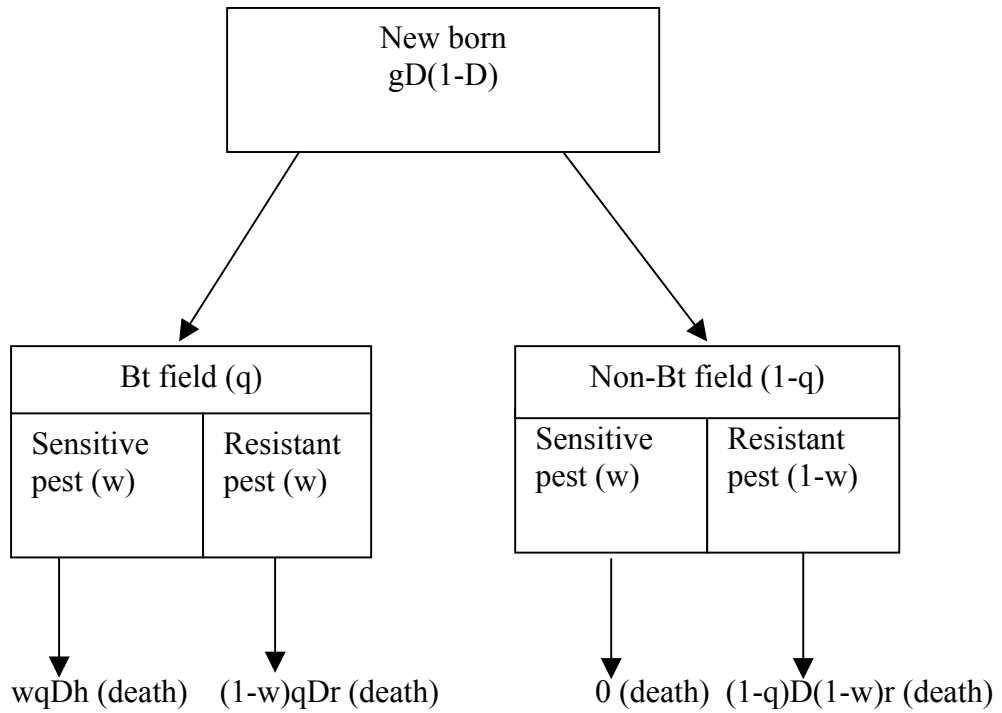 New born
gD(1-D)
Bt field (q)
Non-Bt field (1-q)
Sensitive
pest (w)
Resistant
pest (w)
Sensitive
pest (w)
Resistant
pest (1-w)
wqDh (death)
(1-w)qDr (death)
0 (death)
(1-q)D(1-w)r (death)